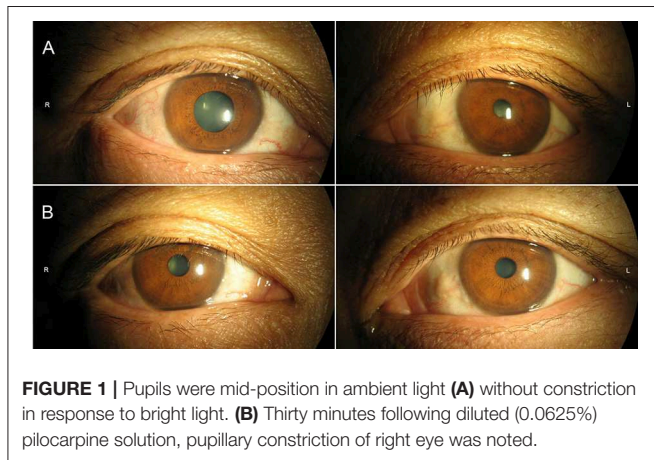 A
R
L
B
R
L
FIGURE 1 | Pupils were mid-position in ambient light (A) without constriction
in response to bright light. (B) Thirty minutes following diluted (0.0625%)
pilocarpine solution, pupillary constriction of right eye was noted.